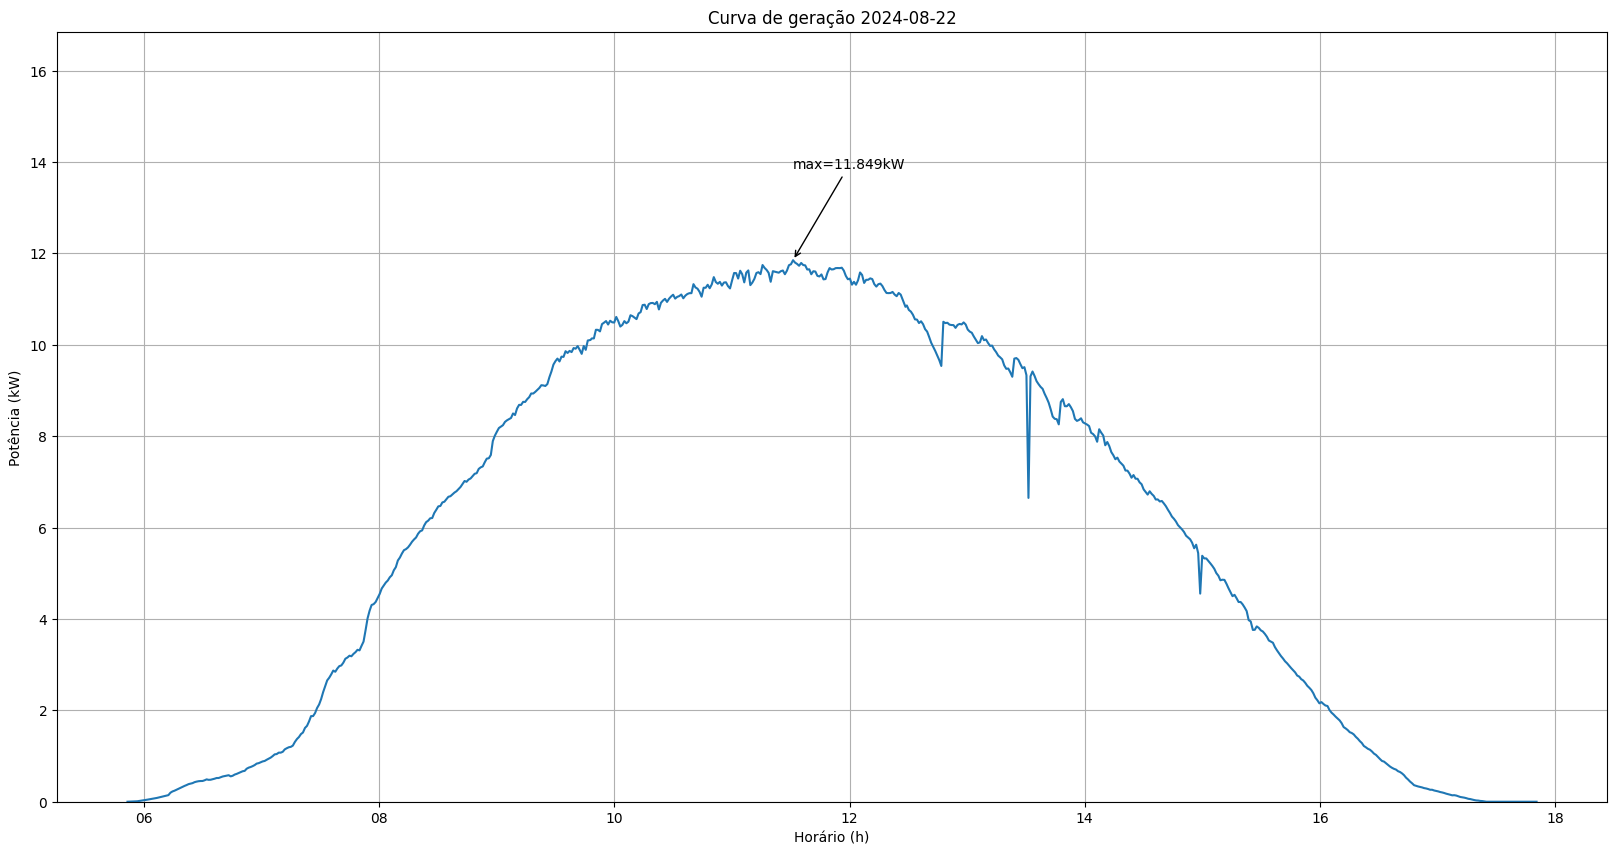 Curva de geração 2024-08-22
16
14
12
10
8
6
4
2
0
Potência (kW)
max=11.849kW
06 08 10 12 14 16 18
Horário (h)